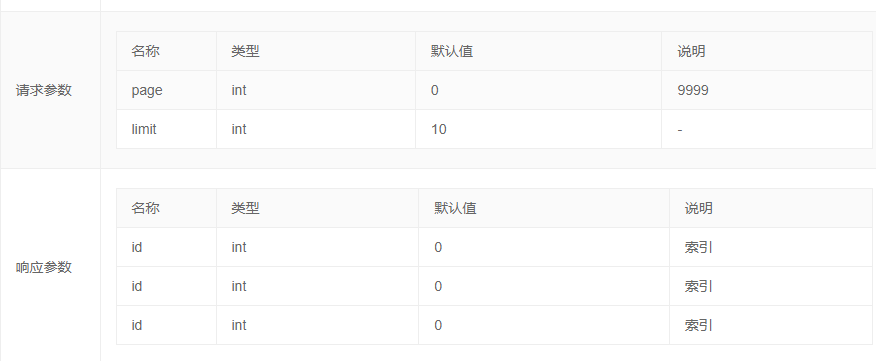 请求参数
名称 类型 默认值 说明
page int 0 9999
limit int 10 -
响应参数
名称 类型 默认值 说明
id int 0 索引
id int 0 索引
id int 0 索引